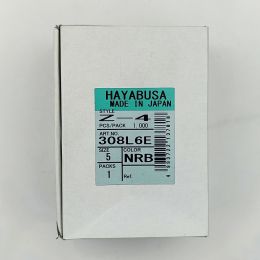 HAYABUSA
MADE IN JAPAN
STYLE
Z-4
PCS/PACK 1,000
ART NO.
308L6E
SIZE COLOR
5 NRB
PACKS
1 Ref.